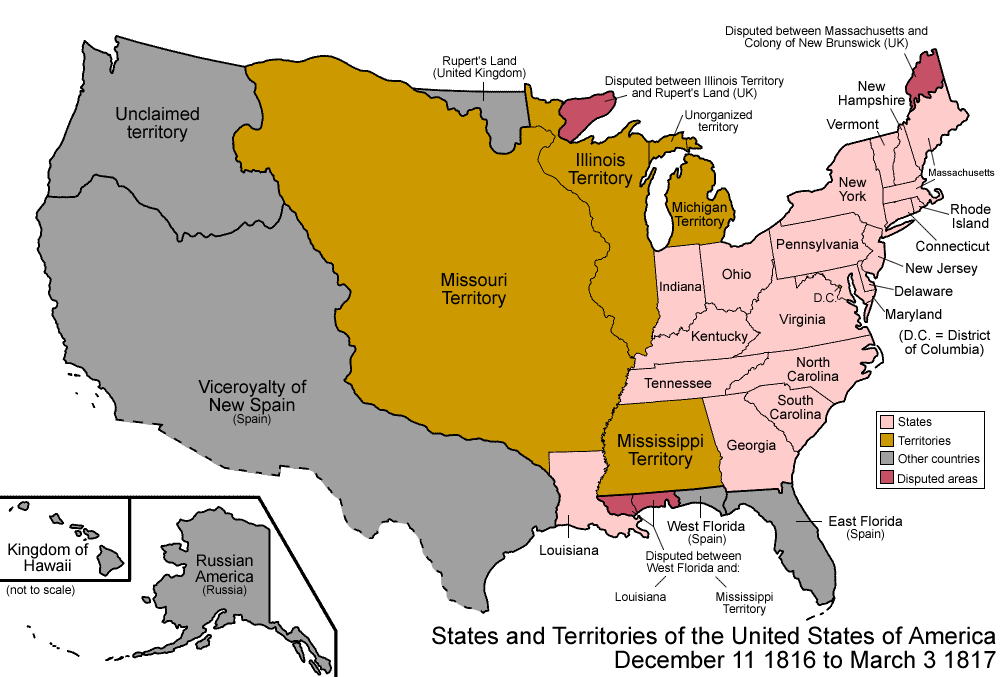 Disputed between Massachusetts and
Colony of New Brunswick (UK)
Rupert's Land
(United Kingdom)
Disputed between Illinois Territory
and Rupert's Land (UK)
New
Hampshire
Unclaimed
territory
Unorganized
territory
Vermont
Illinois
Territory
Massachusetts
New
York
Michigan
Territory
Rhode
Island
Connecticut
Pennsylvania
New Jersey
Ohio
Missouri
Territory
Indiana
Delaware
D.C.
Maryland
Virginia
(D.C. = District
of Columbia)
Kentucky
North
Carolina
Viceroyalty of
New Spain
(Spain)
Tennessee
South
Carolina
States
Territories
Other countries
Disputed areas
Mississippi
Territory
Georgia
West Florida
(Spain)
East Florida
(Spain)
Louisiana
Kingdom of
Hawaii
(not to scale)
Russian
America
(Russia)
Disputed between
West Florida and:
Louisiana
Mississippi
Territory
States and Territories of the United States of America
December 11 1816 to March 3 1817